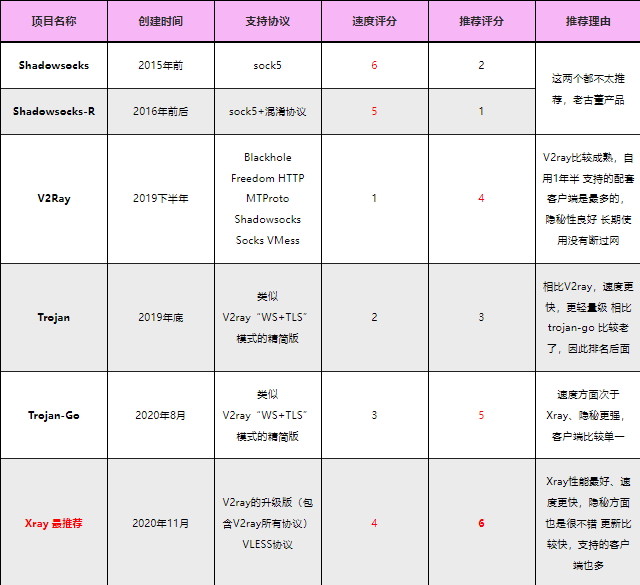 项目名称
创建时间
支持协议
速度评分
推荐评分
推荐理由
Shadowsocks
2015年前
sock5
6
2
这两个都不太推
荐，老古董产品
Shadowsocks-R
2016年前后
sock5+混淆协议
5
1
V2Ray
2019下半年
Blackhole
Freedom HTTP
MTProto
Shadowsocks
Socks VMess
1
4
V2ray比较成熟，自
用1年半 支持的配套
客户端是最多的，
隐秘性良好 长期使
用没有断过网
Trojan
2019年底
类似
V2ray“WS+TLS”
模式的精简版
2
3
相比V2ray，速度更
快，更轻量级 相比
trojan-go 比较老
了，因此排名后面
Trojan-Go
2020年8月
类似
V2ray“WS+TLS”
模式的精简版
3
5
速度方面次于
Xray、隐秘更强，
客户端比较单一
Xray 最推荐
2020年11月
V2ray的升级版（包
含V2ray所有协议）
VLESS协议
4
6
Xray性能最好、速
度更快，隐秘方面
也是很不错 更新比
较快，支持的客户
端也多